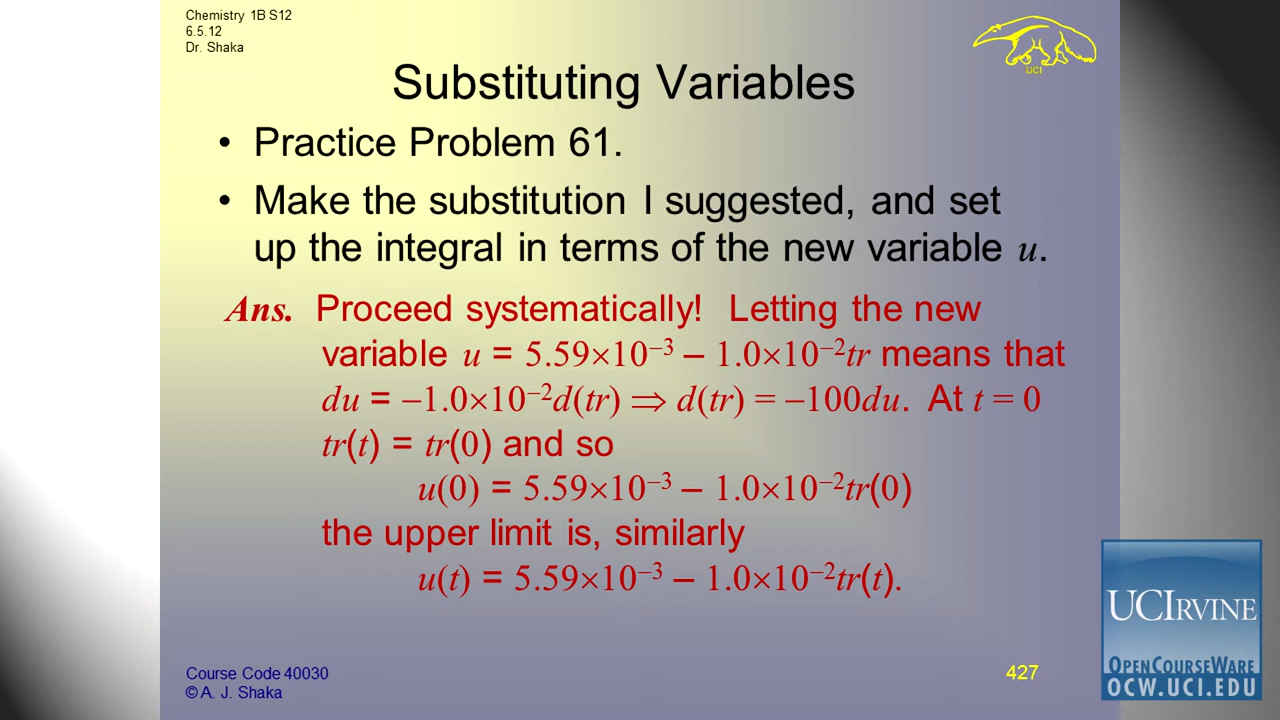 Chemistry 1B S12
6.5.12
Dr. Shaka
UCI
Substituting Variables
• Practice Problem 61.
• Make the substitution I suggested, and set
up the integral in terms of the new variable u.
Ans. Proceed systematically! Letting the new
variable u = 5.59×10⁻³ – 1.0×10⁻²tr means that
du = −1.0×10⁻²d(tr) ⇒ d(tr) = −100du. At t = 0
tr(t) = tr(0) and so
u(0) = 5.59×10⁻³ – 1.0×10⁻²tr(0)
the upper limit is, similarly
u(t) = 5.59×10⁻³ – 1.0×10⁻²tr(t).
Course Code 40030
© A. J. Shaka
427
UCIRVINE
OPENCOURSEWARE
OCW.UCI.EDU